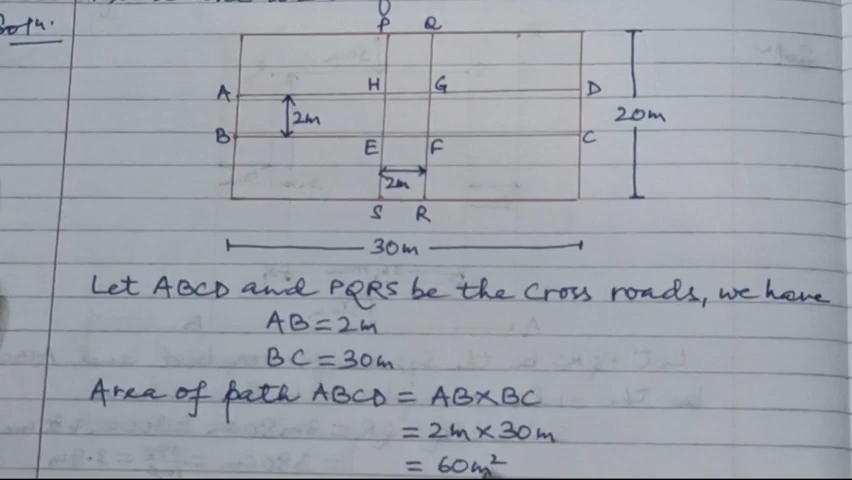 Soln.
P Q
A H G D
2m 20m
B E F C
2m
S R
30m
Let ABCD and PQRS be the cross roads, we have
AB = 2m
BC = 30m
Area of path ABCD = AB×BC
= 2m × 30m
= 60m²